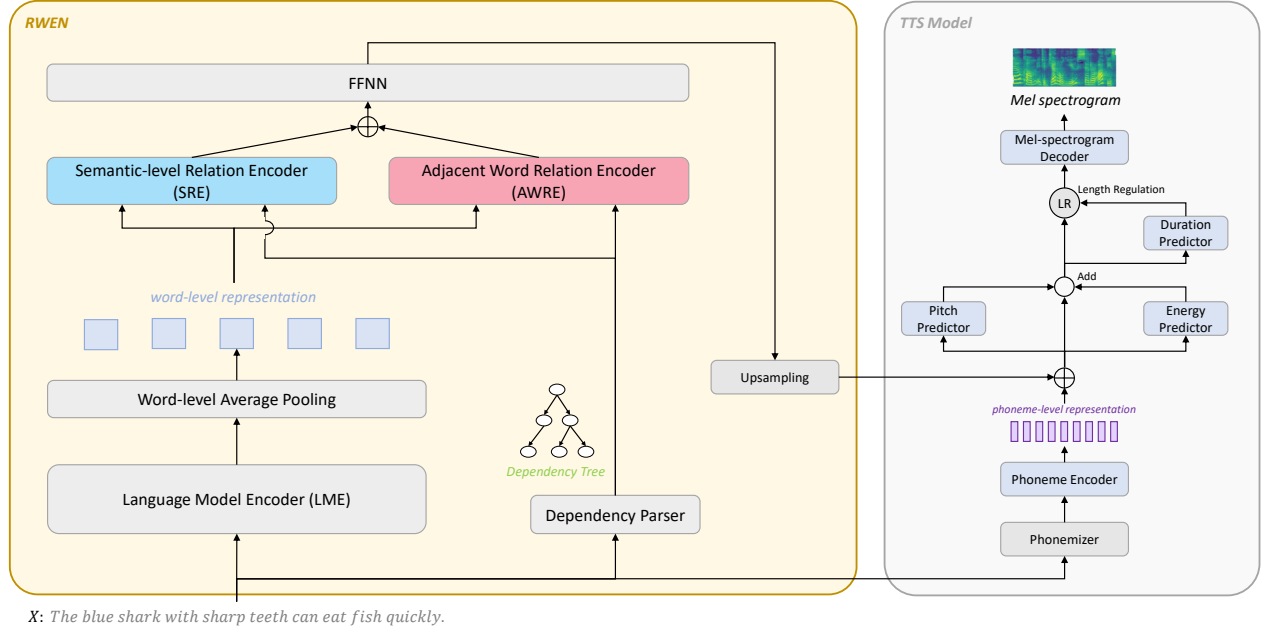 RWEN
FFNN
Semantic-level Relation Encoder
(SRE)
Adjacent Word Relation Encoder
(AWRE)
word-level representation
Word-level Average Pooling
Language Model Encoder (LME)
Dependency Tree
Dependency Parser
Upsampling
X: The blue shark with sharp teeth can eat fish quickly.
TTS Model
Mel spectrogram
Mel-spectrogram
Decoder
Length Regulation
LR
Duration
Predictor
Add
Pitch
Predictor
Energy
Predictor
phoneme-level representation
Phoneme Encoder
Phonemizer